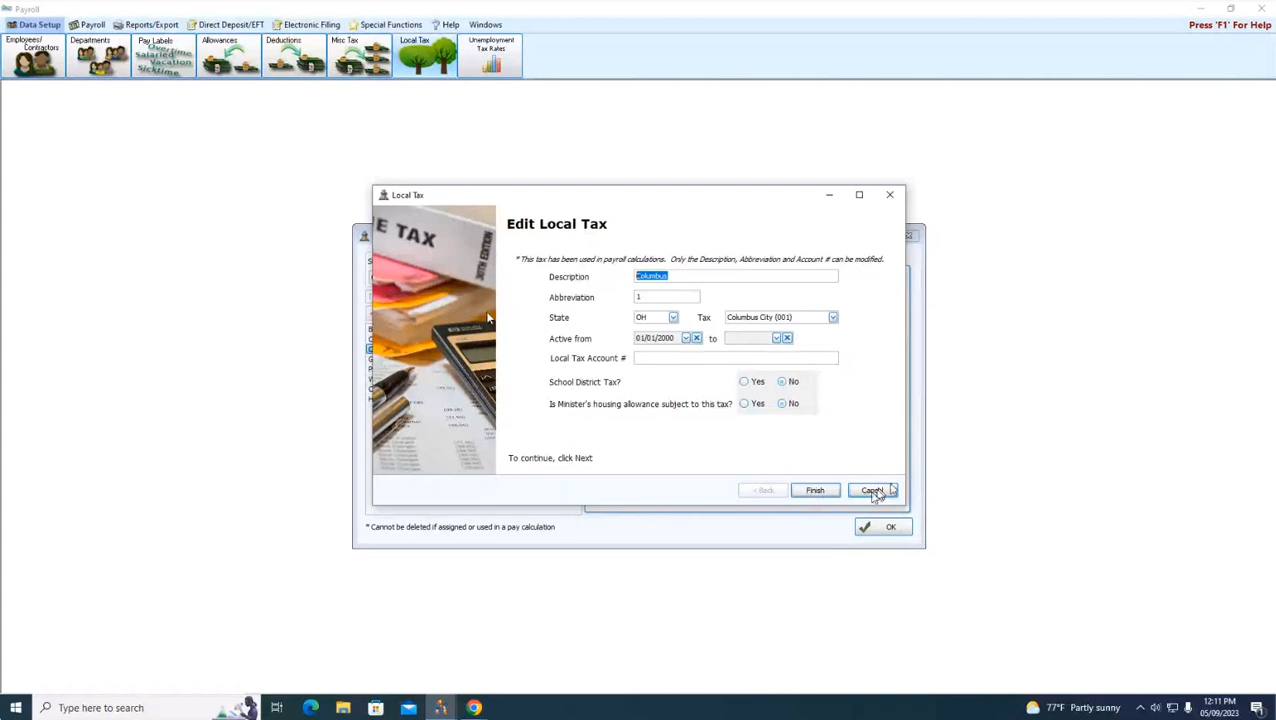 Payroll
Data Setup Payroll Reports/Export Direct Deposit/EFT Electronic Filing Special Functions Help Windows Press 'F1' For Help
Employees/ Contractors
Departments
Pay Labels
Overtime
Salaried
Vacation
Sicktime
Allowances
Deductions
Misc Tax
Local Tax
Unemployment Tax Rates
Local Tax
E TAX
Edit Local Tax
* This tax has been used in payroll calculations. Only the Description, Abbreviation and Account # can be modified.
Description Columbus
Abbreviation 1
State OH Tax Columbus City (001)
Active from 01/01/2000 to
Local Tax Account #
School District Tax? Yes No
Is Minister's housing allowance subject to this tax? Yes No
To continue, click Next
< Back Finish Cancel
* Cannot be deleted if assigned or used in a pay calculation
OK
Type here to search
77°F Partly sunny
12:11 PM
05/09/2023